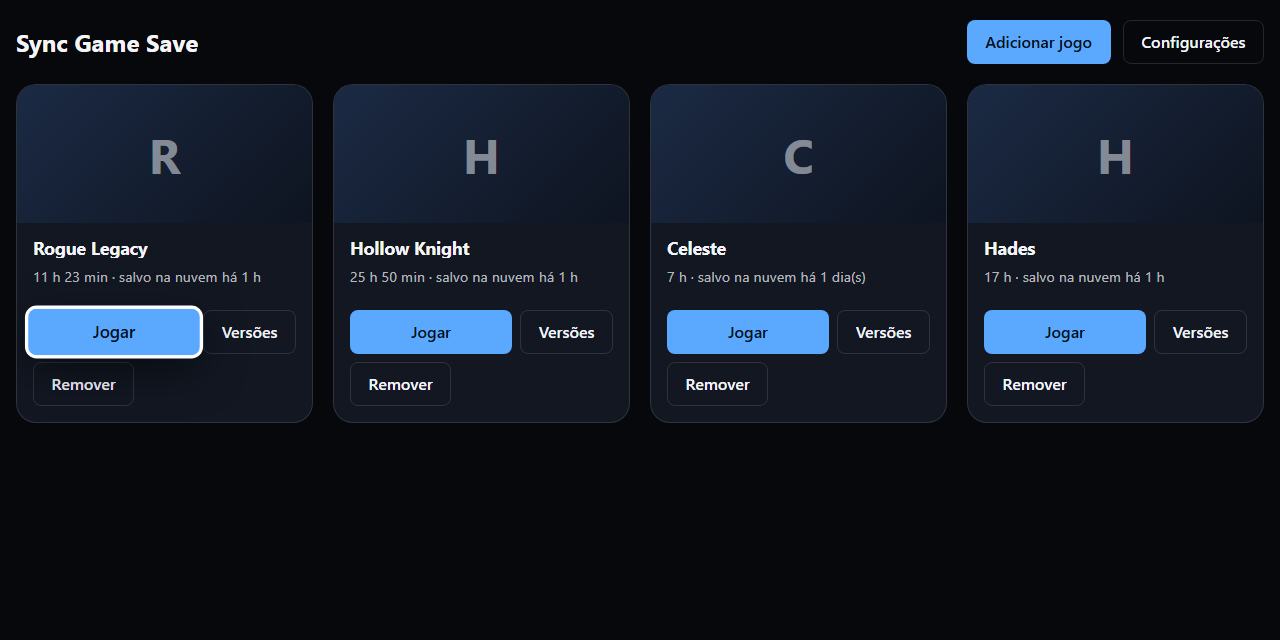 Sync Game Save
Adicionar jogo
Configurações
R
Rogue Legacy
11 h 23 min · salvo na nuvem há 1 h
Jogar
Versões
Remover
H
Hollow Knight
25 h 50 min · salvo na nuvem há 1 h
Jogar
Versões
Remover
C
Celeste
7 h · salvo na nuvem há 1 dia(s)
Jogar
Versões
Remover
H
Hades
17 h · salvo na nuvem há 1 h
Jogar
Versões
Remover